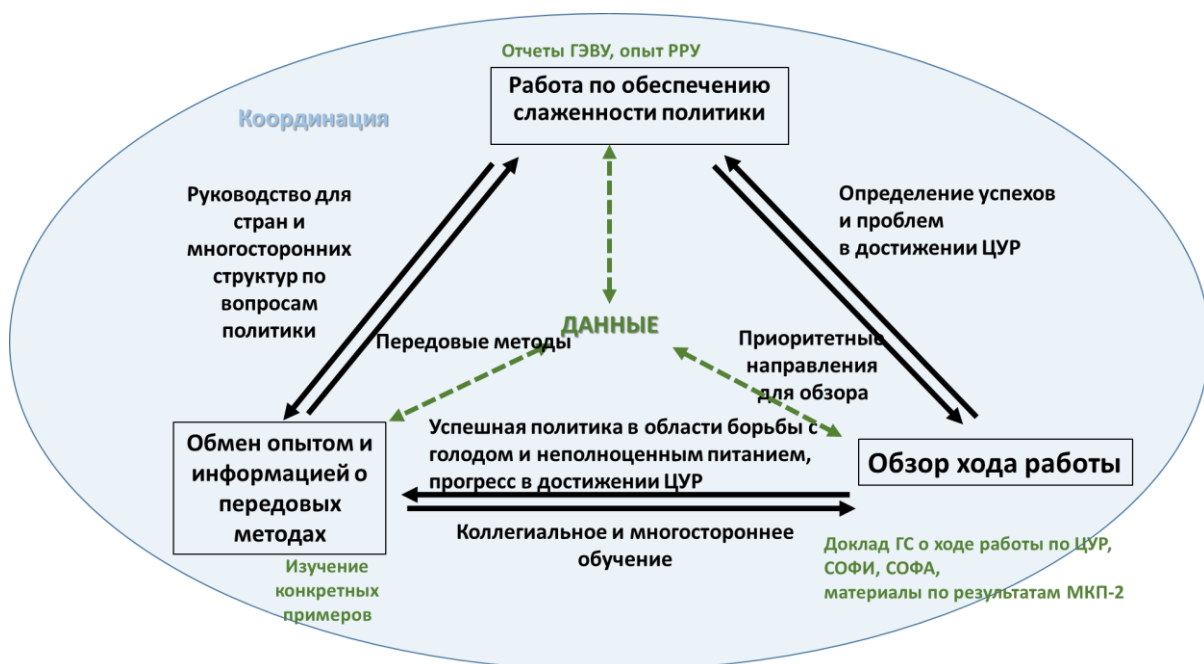 Отчеты ГЭВУ, опыт РРУ
Работа по обеспечению
слаженности политики
Координация
Руководство для
стран и
многосторонних
структур по
вопросам
политики
Определение успехов
и проблем
в достижении ЦУР
ДАННЫЕ
Передовые методы
Приоритетные
направления
для обзора
Обмен опытом и
информацией о
передовых
методах
Успешная политика в области борьбы с
голодом и неполноценным питанием,
прогресс в достижении ЦУР
Обзор хода работы
Коллегиальное и многостороннее
обучение
Изучение
конкретных
примеров
Доклад ГС о ходе работы по ЦУР,
СОФИ, СОФА,
материалы по результатам МКП-2